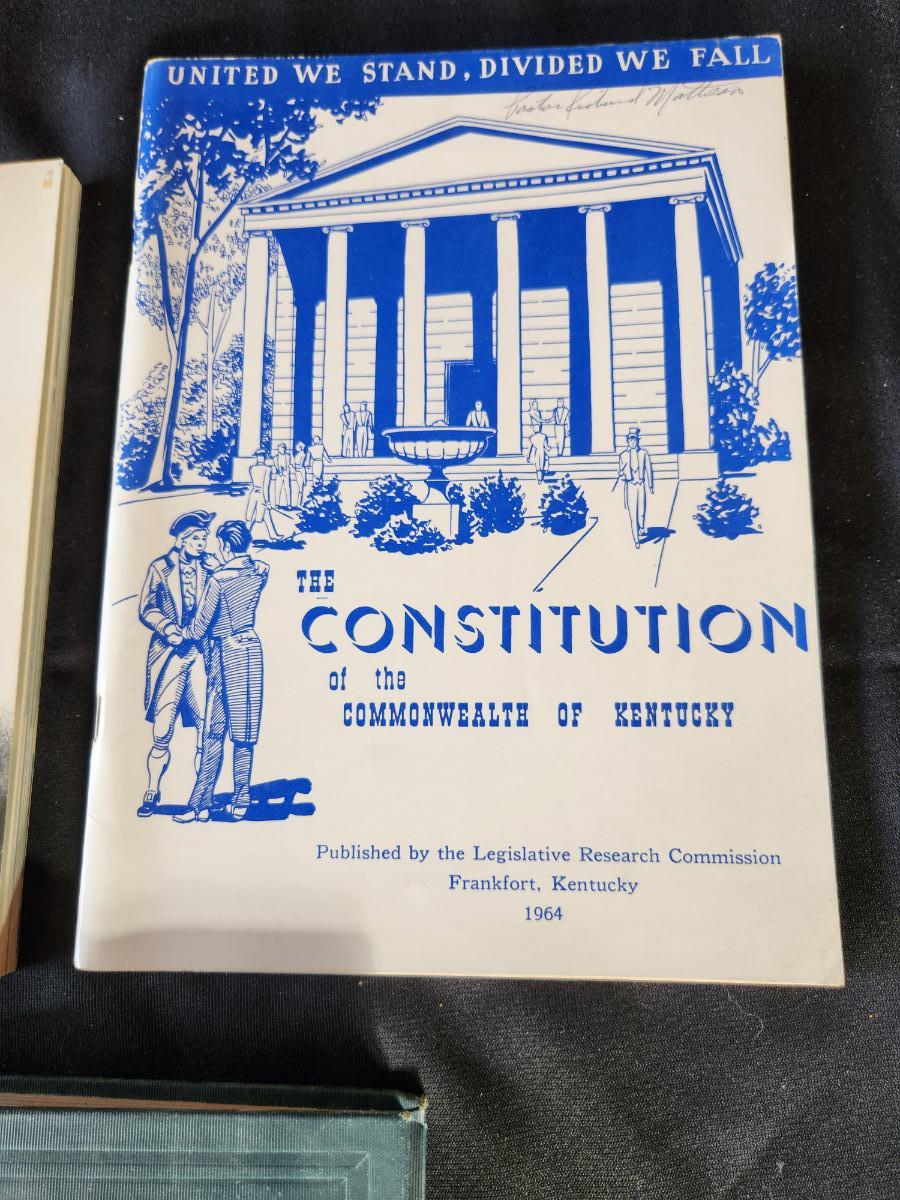 UNITED WE STAND, DIVIDED WE FALL
THE
CONSTITUTION
of the
COMMONWEALTH OF KENTUCKY
Published by the Legislative Research Commission
Frankfort, Kentucky
1964